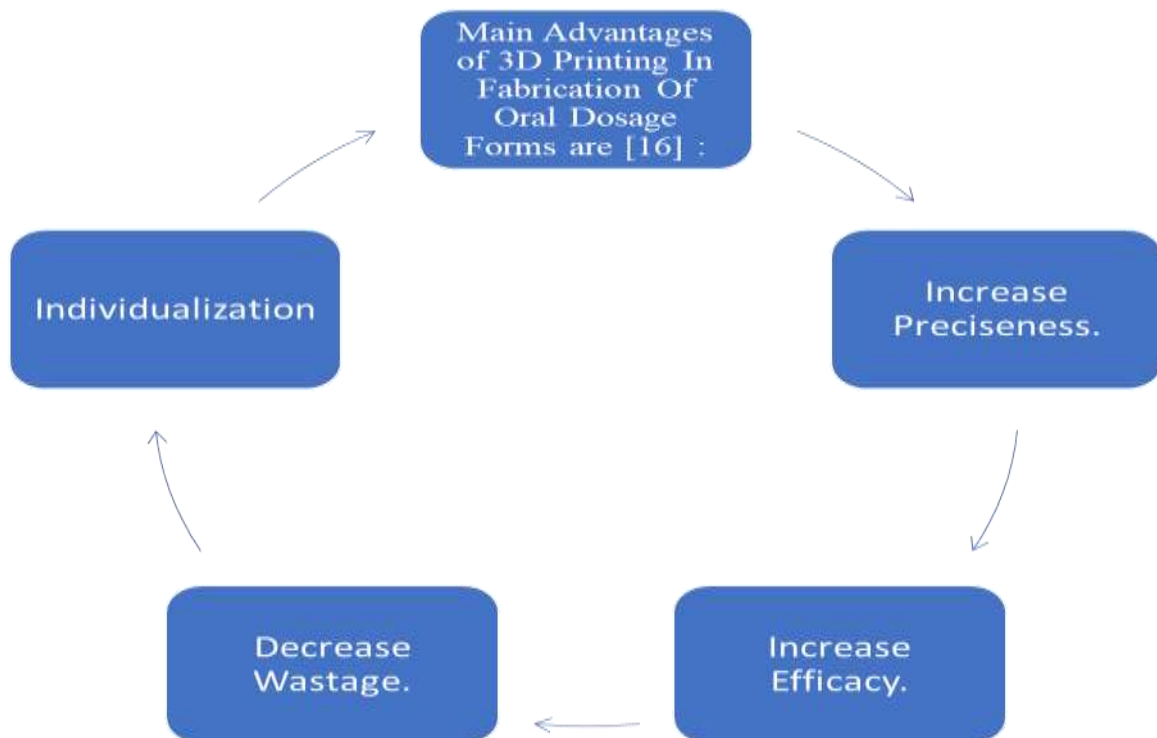 Main Advantages
of 3D Printing In
Fabrication Of
Oral Dosage
Forms are [16] :
Increase
Preciseness.
Increase
Efficacy.
Decrease
Wastage.
Individualization